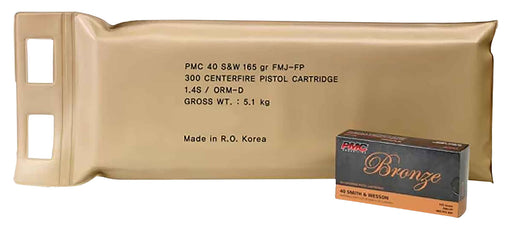 PMC 40 S&W 165 gr FMJ-FP
300 CENTERFIRE PISTOL CARTRIDGE
1.4S / ORM-D
GROSS WT. : 5.1 kg
Made in R.O. Korea
PMC
Bronze
40 SMITH & WESSON